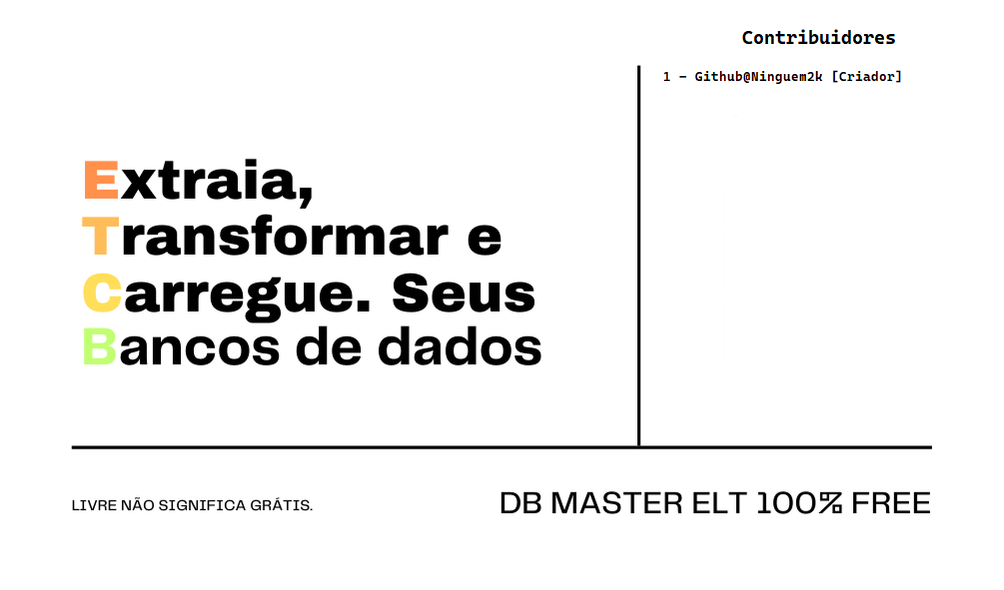 Contribuidores
1 - Github@Ninguem2k [Criador]
Extraia,
Transformar e
Carregue. Seus
Bancos de dados
LIVRE NÃO SIGNIFICA GRÁTIS.
DB MASTER ELT 100% FREE